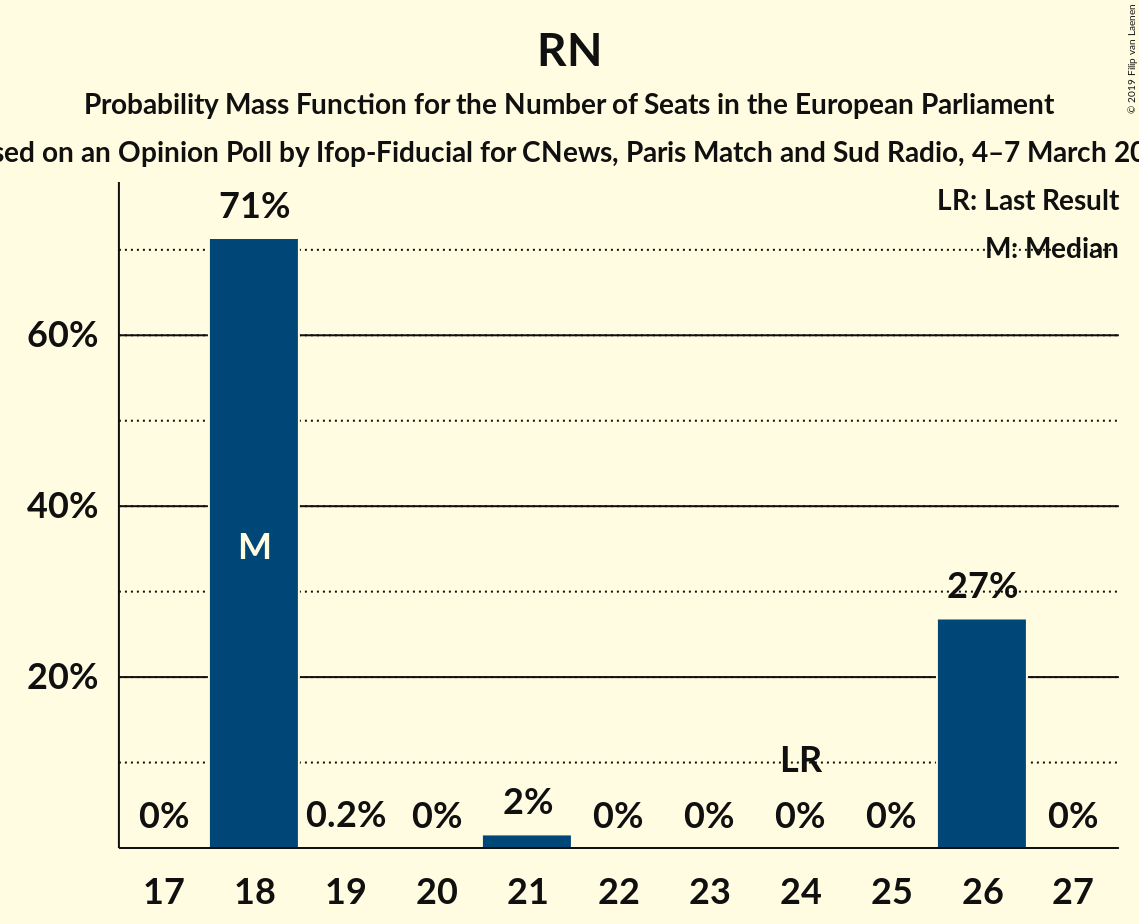 RN
Probability Mass Function for the Number of Seats in the European Parliament
on an Opinion Poll by Ifop-Fiducial for CNews, Paris Match and Sud Radio, 4–7 March
© 2019 Filip van Laenen
LR: Last Result
M: Median
71%
60%
40%
M
27%
20%
LR
0% 0.2% 0% 2% 0% 0% 0% 0% 0%
17 18 19 20 21 22 23 24 25 26 27